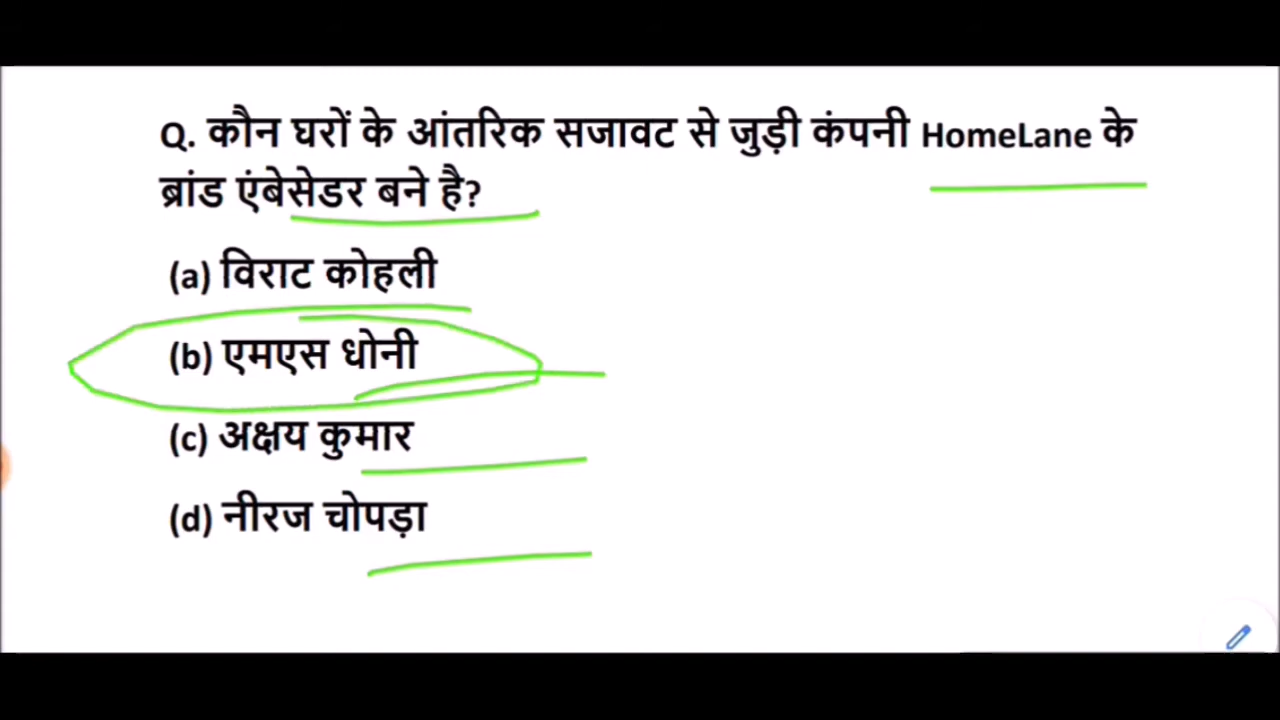 Q. कौन घरों के आंतरिक सजावट से जुड़ी कंपनी HomeLane के
ब्रांड एंबेसेडर बने है?
(a) विराट कोहली
(b) एमएस धोनी
(c) अक्षय कुमार
(d) नीरज चोपड़ा